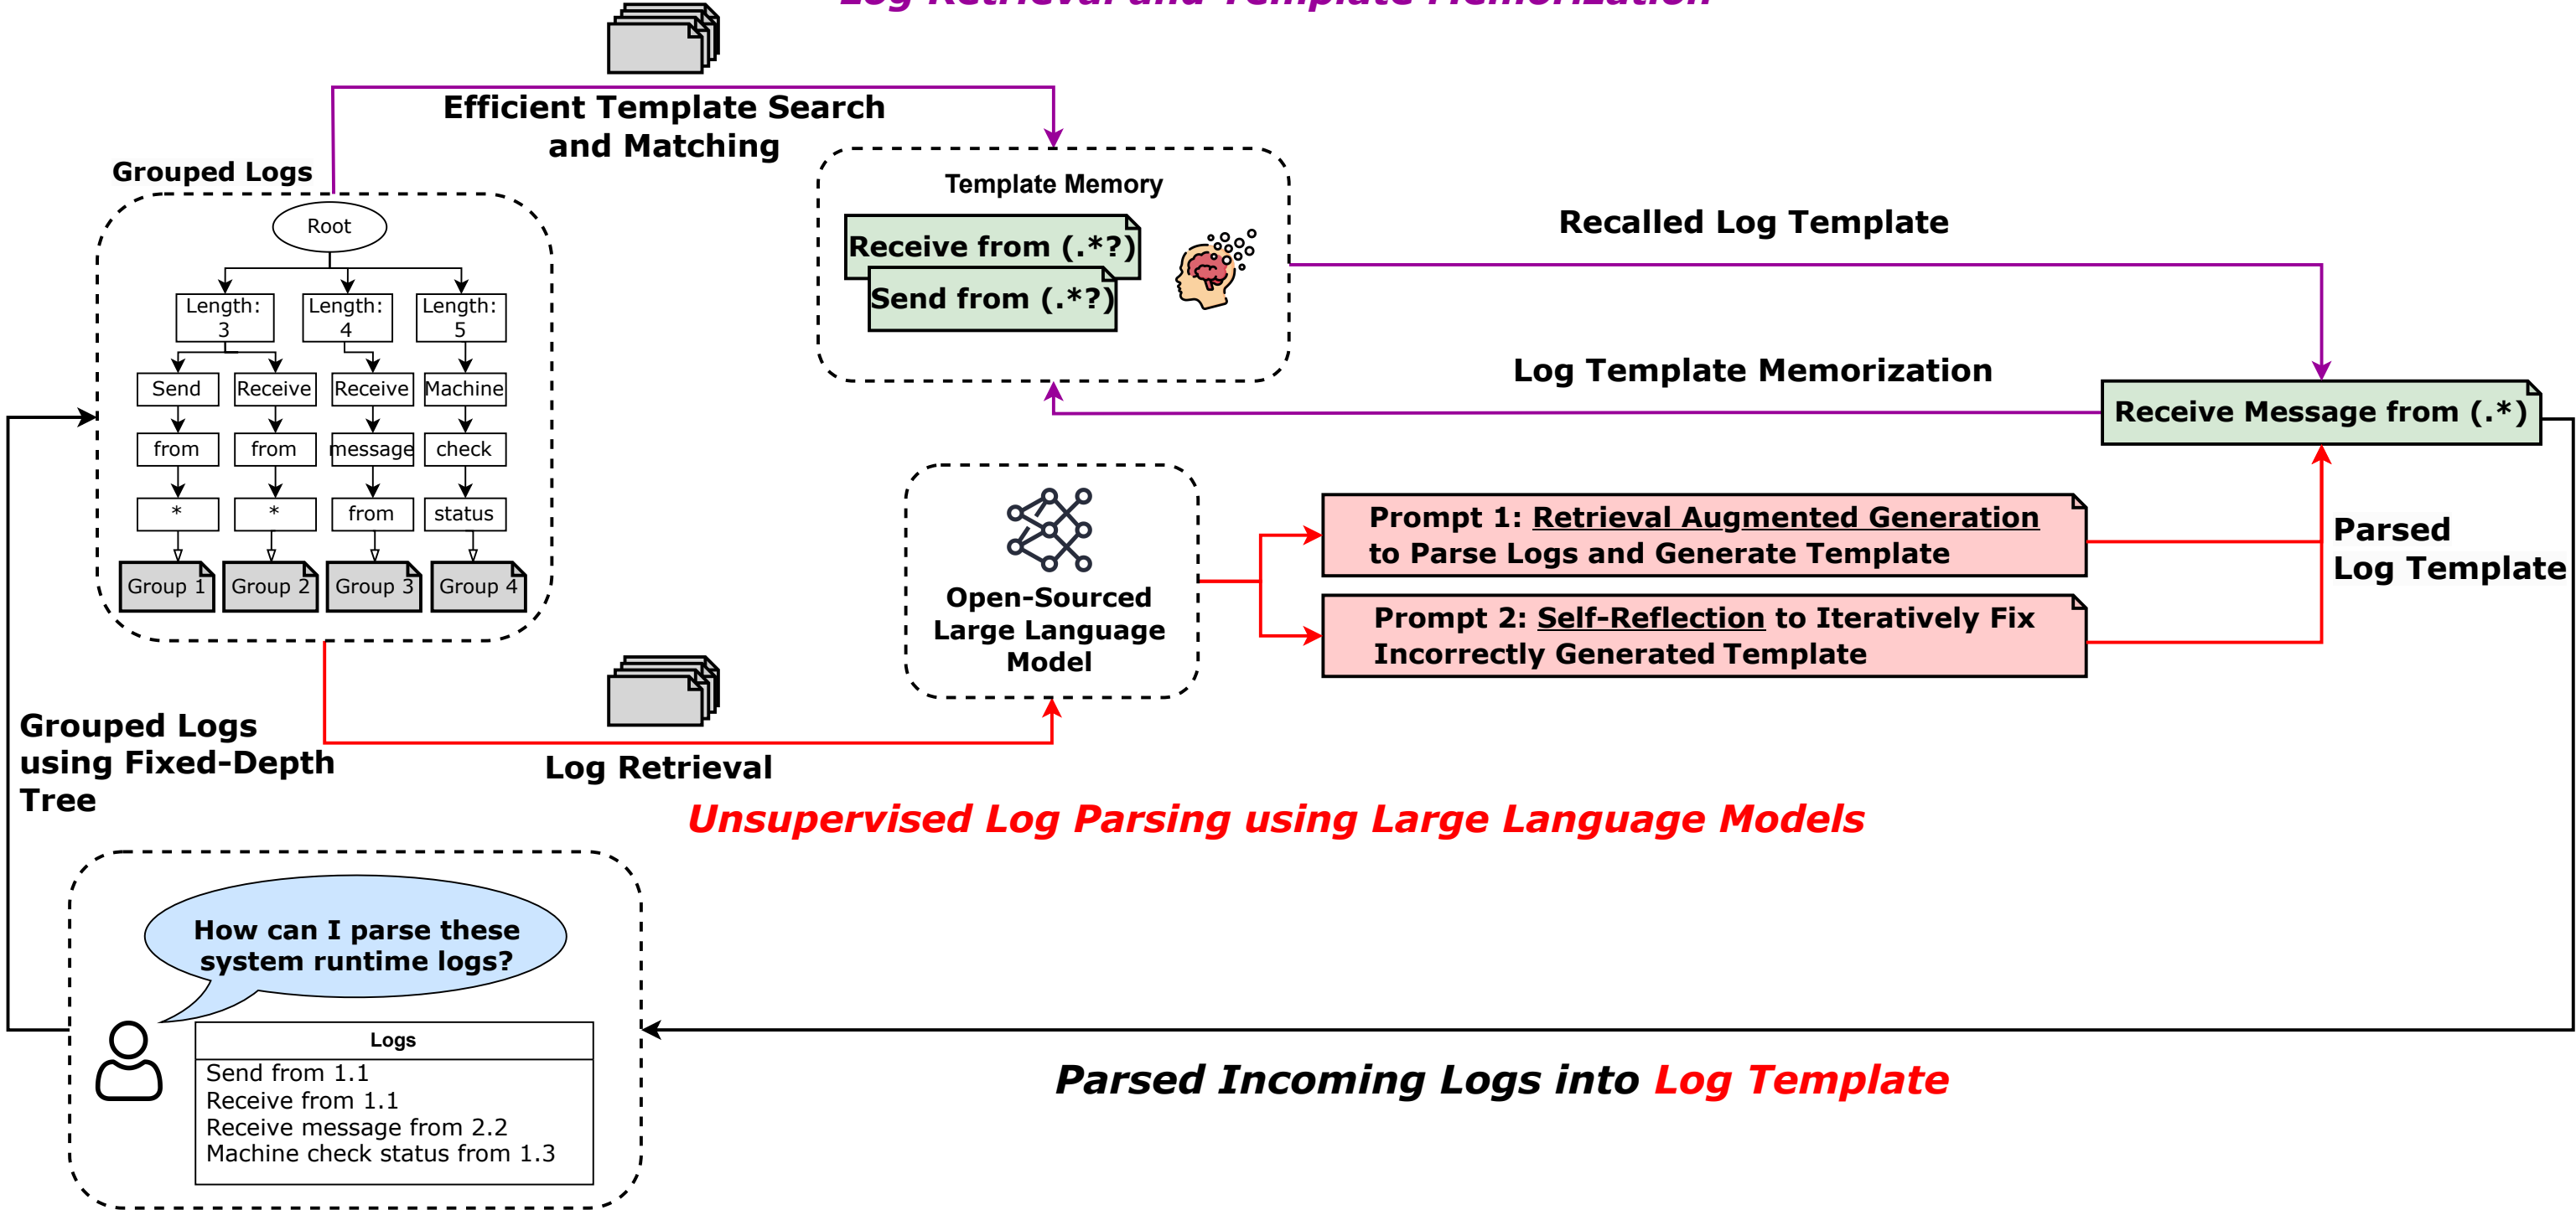 Log Retrieval and Template Memorization
Efficient Template Search
and Matching
Grouped Logs
Root
Length:
3
Length:
4
Length:
5
Send
Receive
Receive
Machine
from
from
message
check
*
*
from
status
Group 1
Group 2
Group 3
Group 4
Template Memory
Receive from (.*?)
Send from (.*?)
Recalled Log Template
Log Template Memorization
Receive Message from (.*)
Open-Sourced
Large Language
Model
Prompt 1: Retrieval Augmented Generation
to Parse Logs and Generate Template
Prompt 2: Self-Reflection to Iteratively Fix
Incorrectly Generated Template
Parsed
Log Template
Grouped Logs
using Fixed-Depth
Tree
Log Retrieval
Unsupervised Log Parsing using Large Language Models
How can I parse these
system runtime logs?
Logs
Send from 1.1
Receive from 1.1
Receive message from 2.2
Machine check status from 1.3
Parsed Incoming Logs into Log Template